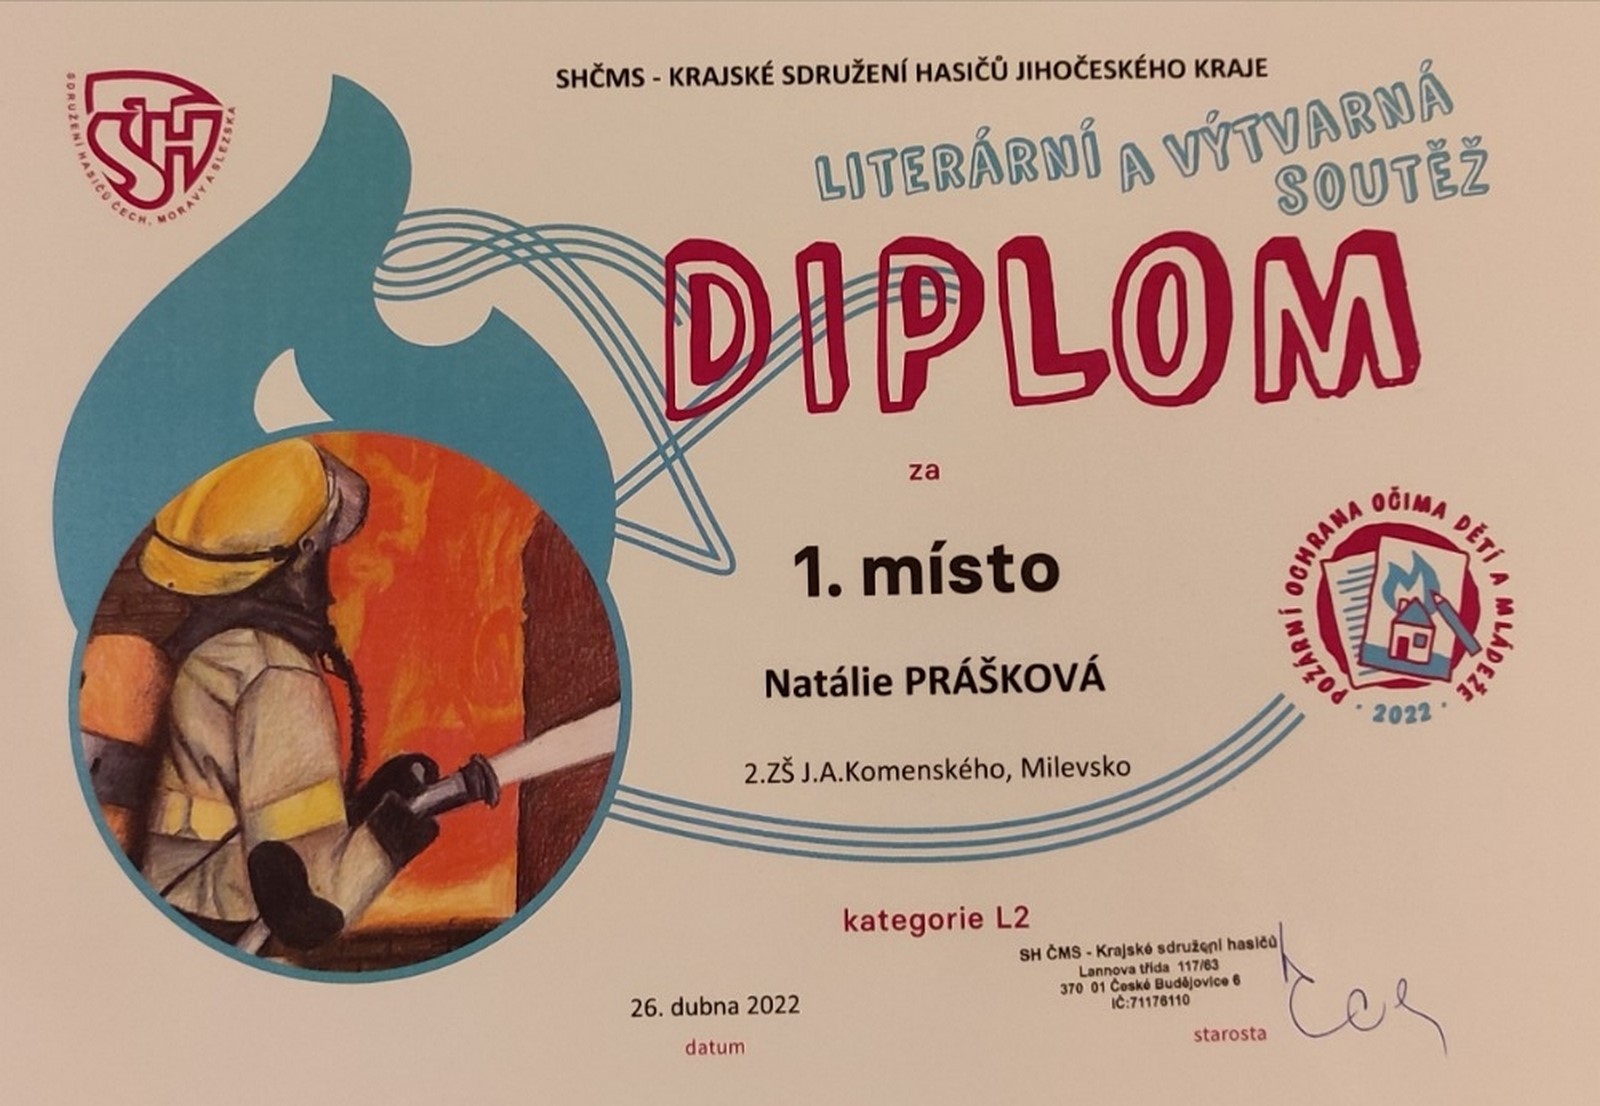 SDRUŽENÍ HASIČŮ ČECH, MORAVY A SLEZSKA
SH
SHČMS - KRAJSKÉ SDRUŽENÍ HASIČŮ JIHOČESKÉHO KRAJE
LITERÁRNÍ A VÝTVARNÁ
SOUTĚŽ
DIPLOM
za
1. místo
Natálie PRÁŠKOVÁ
2.ZŠ J.A.Komenského, Milevsko
POŽÁRNÍ OCHRANA OČIMA DĚTÍ A MLÁDEŽE
· 2022 ·
kategorie L2
SH ČMS - Krajské sdružení hasičů
Lannova třída 117/63
370 01 České Budějovice 6
IČ:71176110
26. dubna 2022
datum
starosta